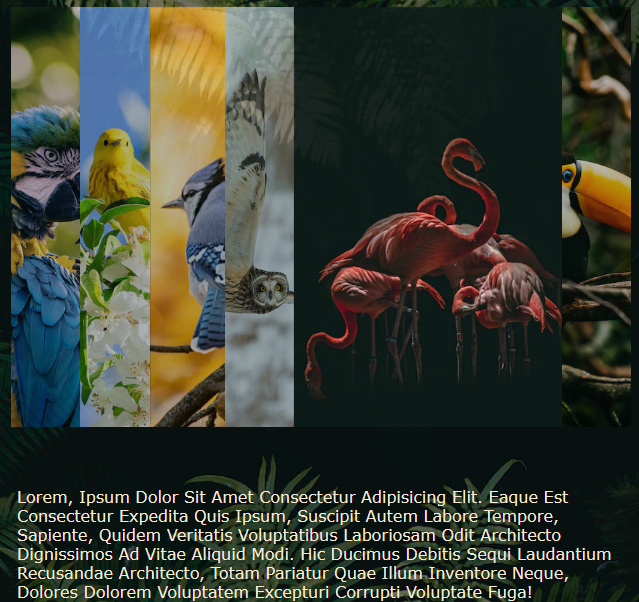 Lorem, Ipsum Dolor Sit Amet Consectetur Adipisicing Elit. Eaque Est
Consectetur Expedita Quis Ipsum, Suscipit Autem Labore Tempore,
Sapiente, Quidem Veritatis Voluptatibus Laboriosam Odit Architecto
Dignissimos Ad Vitae Aliquid Modi. Hic Ducimus Debitis Sequi Laudantium
Recusandae Architecto, Totam Pariatur Quae Illum Inventore Neque,
Dolores Dolorem Voluptatem Excepturi Corrupti Voluptate Fuga!